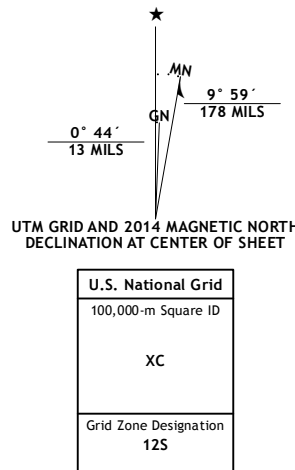 MN
GN
9° 59´
178 MILS
0° 44´
13 MILS
UTM GRID AND 2014 MAGNETIC NORTH
DECLINATION AT CENTER OF SHEET
U.S. National Grid
100,000-m Square ID
XC
Grid Zone Designation
12S